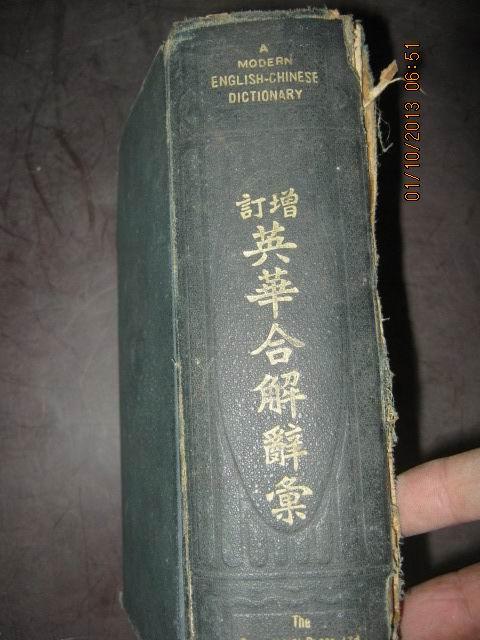 A
MODERN
ENGLISH-CHINESE
DICTIONARY
增訂
英華合解辭彙
The
01/10/2013 06:51